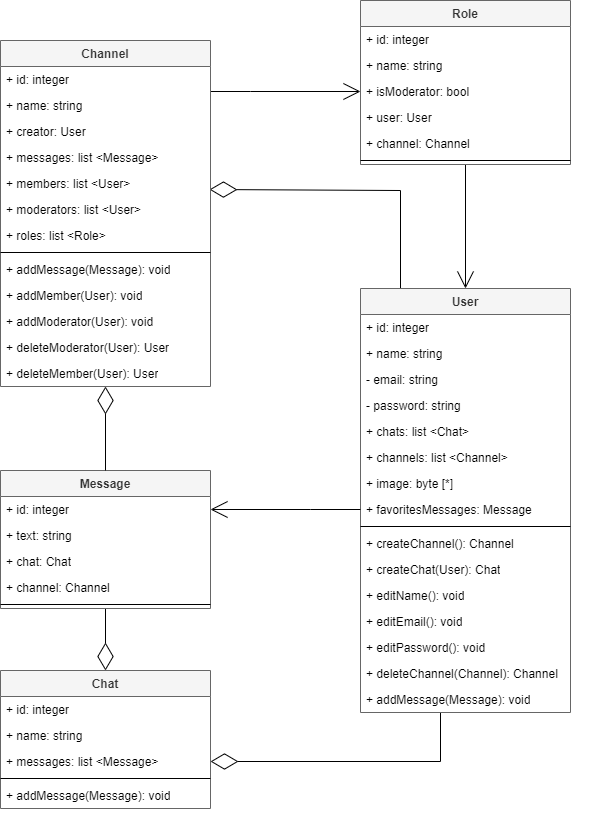 Role
+ id: integer
+ name: string
+ isModerator: bool
+ user: User
+ channel: Channel
Channel
+ id: integer
+ name: string
+ creator: User
+ messages: list <Message>
+ members: list <User>
+ moderators: list <User>
+ roles: list <Role>
+ addMessage(Message): void
+ addMember(User): void
+ addModerator(User): void
+ deleteModerator(User): User
+ deleteMember(User): User
User
+ id: integer
+ name: string
- email: string
- password: string
+ chats: list <Chat>
+ channels: list <Channel>
+ image: byte [*]
+ favoritesMessages: Message
+ createChannel(): Channel
+ createChat(User): Chat
+ editName(): void
+ editEmail(): void
+ editPassword(): void
+ deleteChannel(Channel): Channel
+ addMessage(Message): void
Message
+ id: integer
+ text: string
+ chat: Chat
+ channel: Channel
Chat
+ id: integer
+ name: string
+ messages: list <Message>
+ addMessage(Message): void